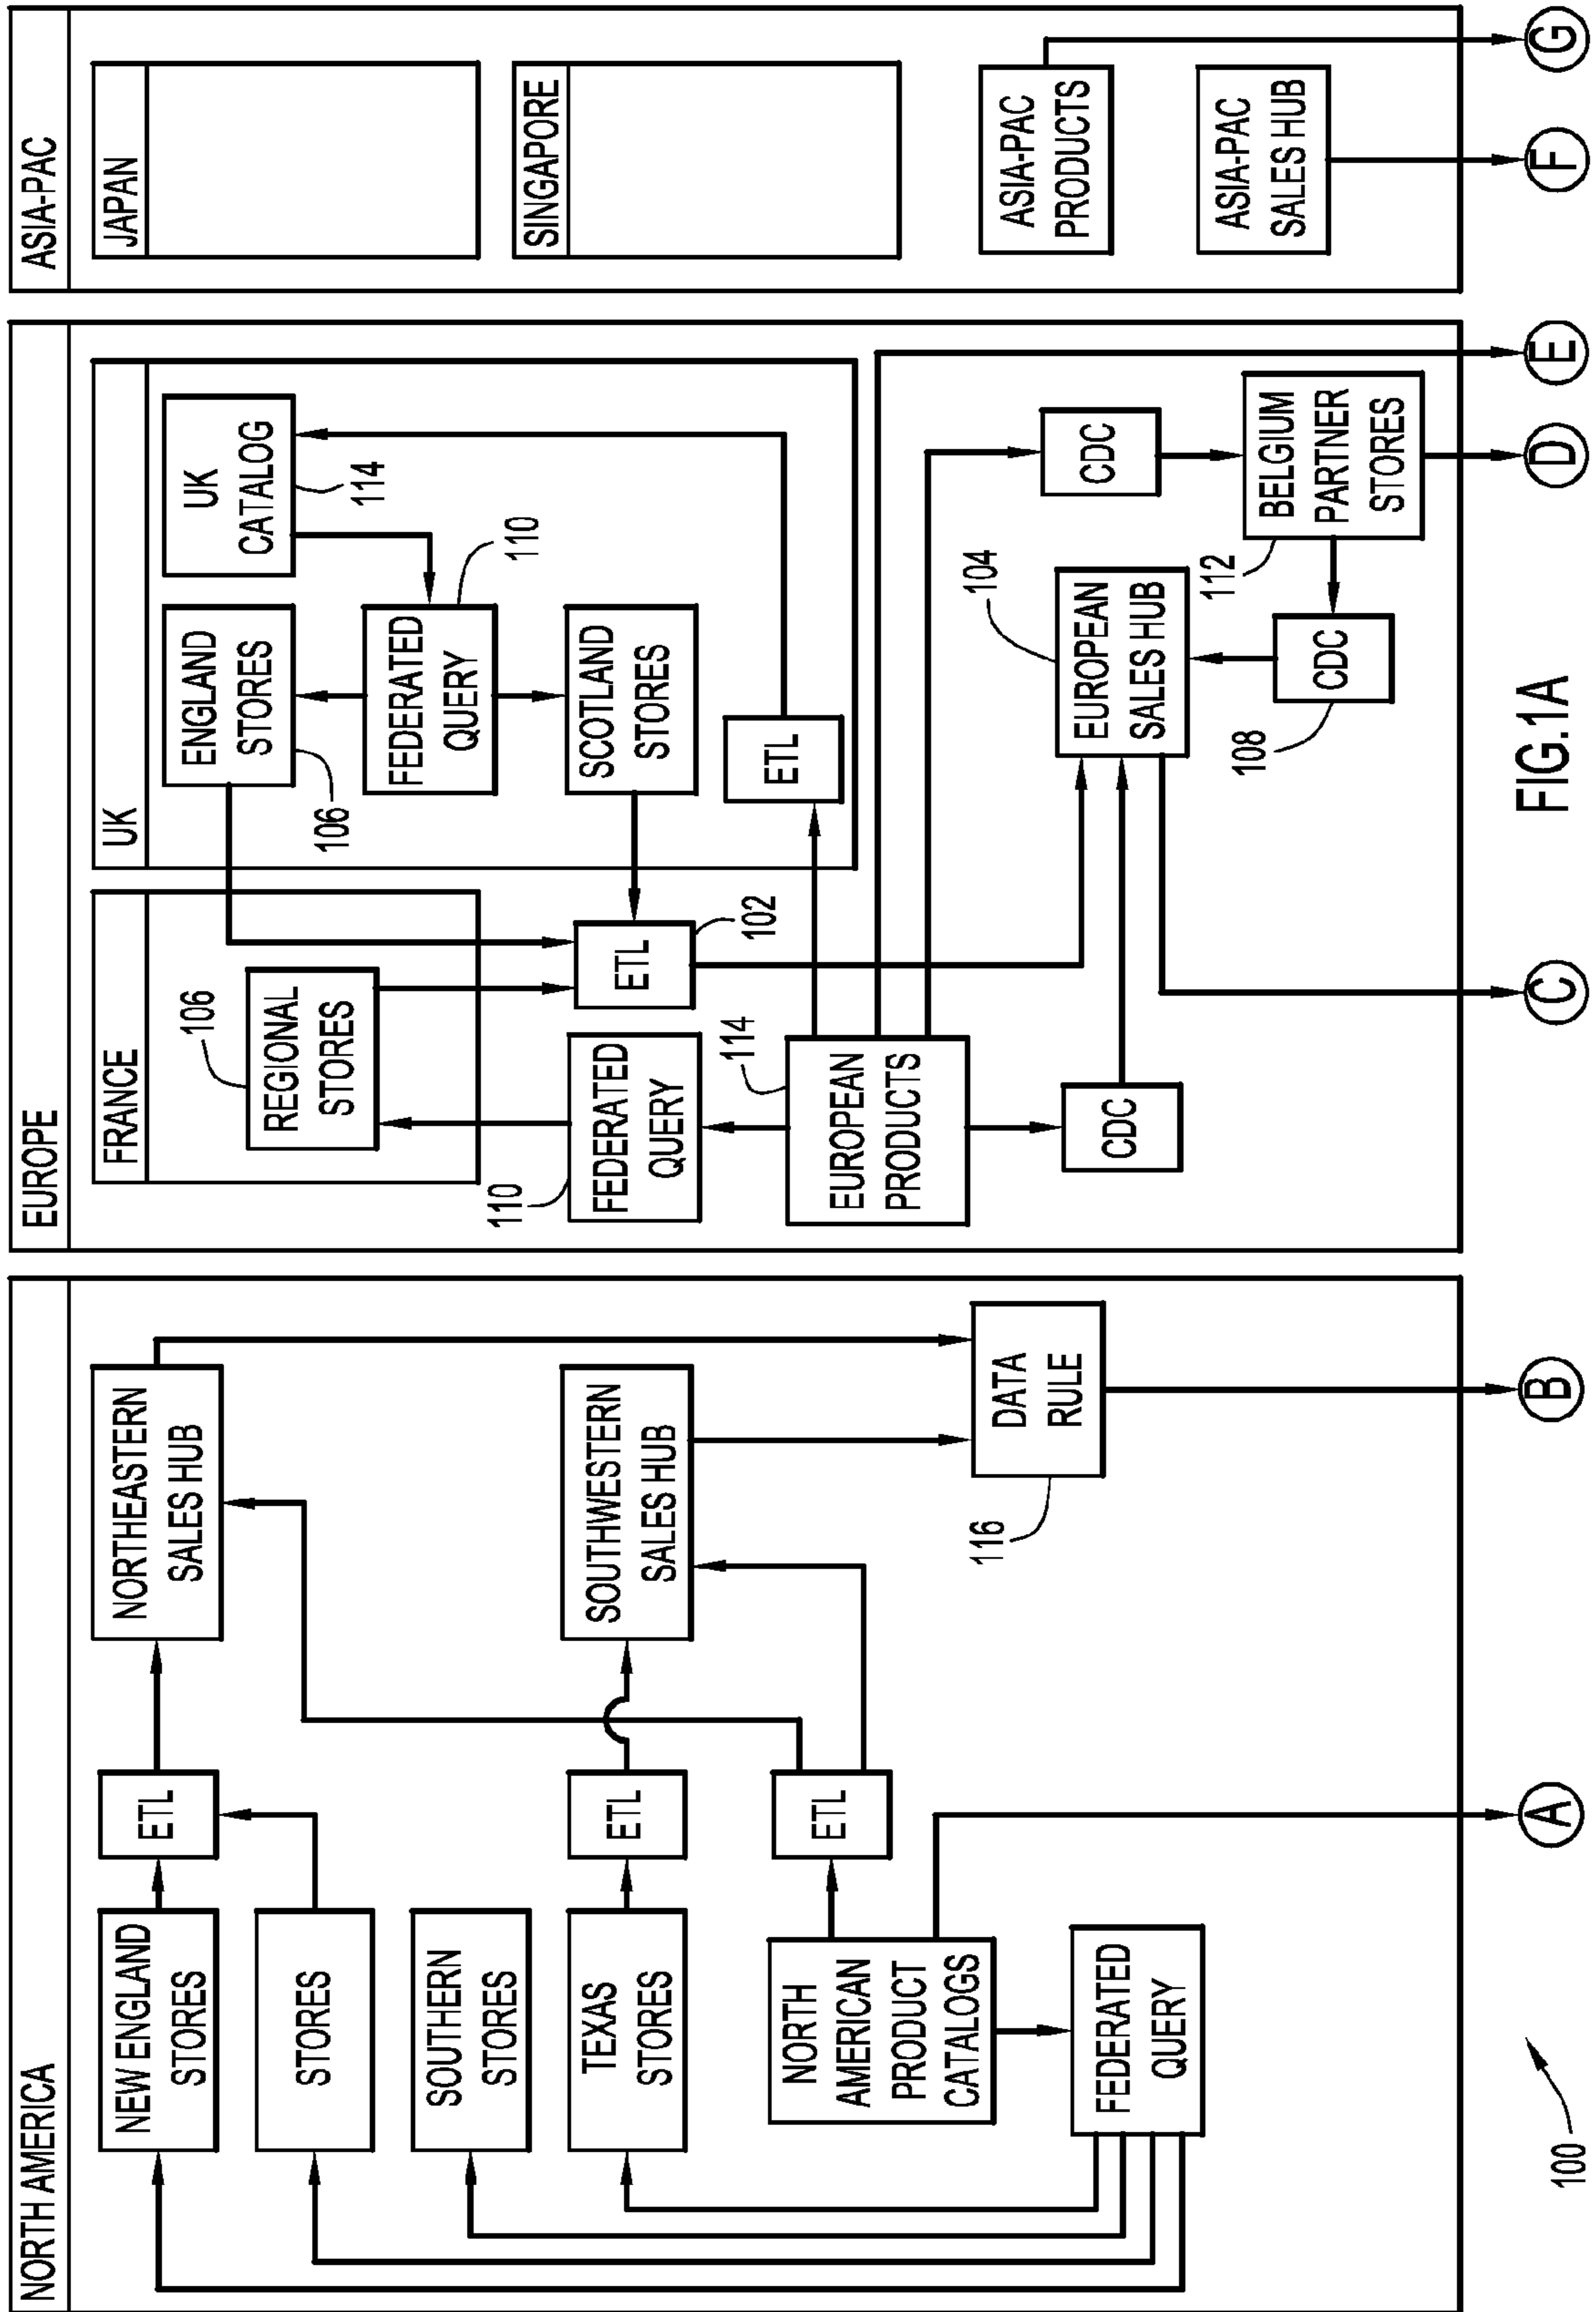 NORTH AMERICA
NEW ENGLAND
STORES
ETL
NORTHEASTERN
SALES HUB
STORES
SOUTHERN
STORES
TEXAS
STORES
ETL
SOUTHWESTERN
SALES HUB
NORTH
AMERICAN
PRODUCT
CATALOGS
ETL
FEDERATED
QUERY
DATA
RULE
116
EUROPE
FRANCE
106
REGIONAL
STORES
110
FEDERATED
QUERY
ETL
102
114
EUROPEAN
PRODUCTS
CDC
UK
ENGLAND
STORES
106
UK
CATALOG
114
FEDERATED
QUERY
110
SCOTLAND
STORES
ETL
104
EUROPEAN
SALES HUB
CDC
108
CDC
112
BELGIUM
PARTNER
STORES
ASIA-PAC
JAPAN
SINGAPORE
ASIA-PAC
PRODUCTS
ASIA-PAC
SALES HUB
100
A
B
C
D
E
F
G
FIG.1A